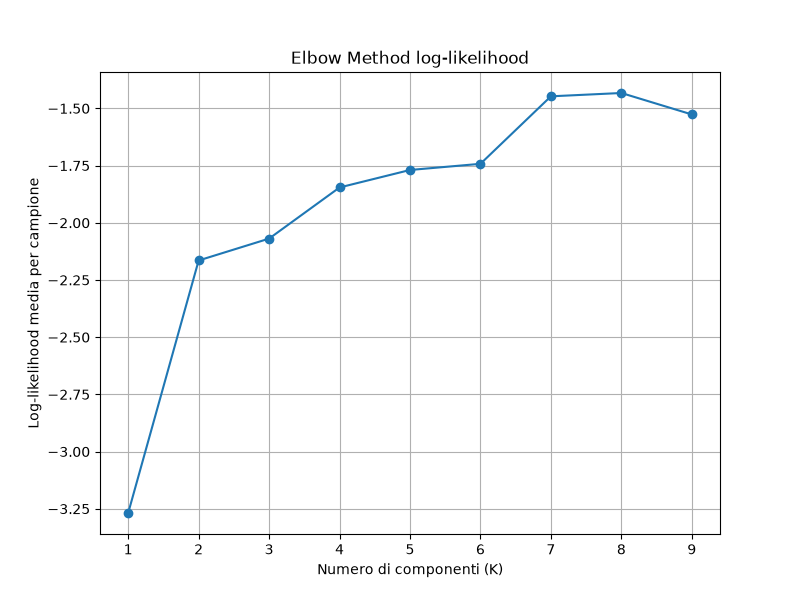 Elbow Method log-likelihood
Log-likelihood media per campione
−1.50
−1.75
−2.00
−2.25
−2.50
−2.75
−3.00
−3.25
1 2 3 4 5 6 7 8 9
Numero di componenti (K)